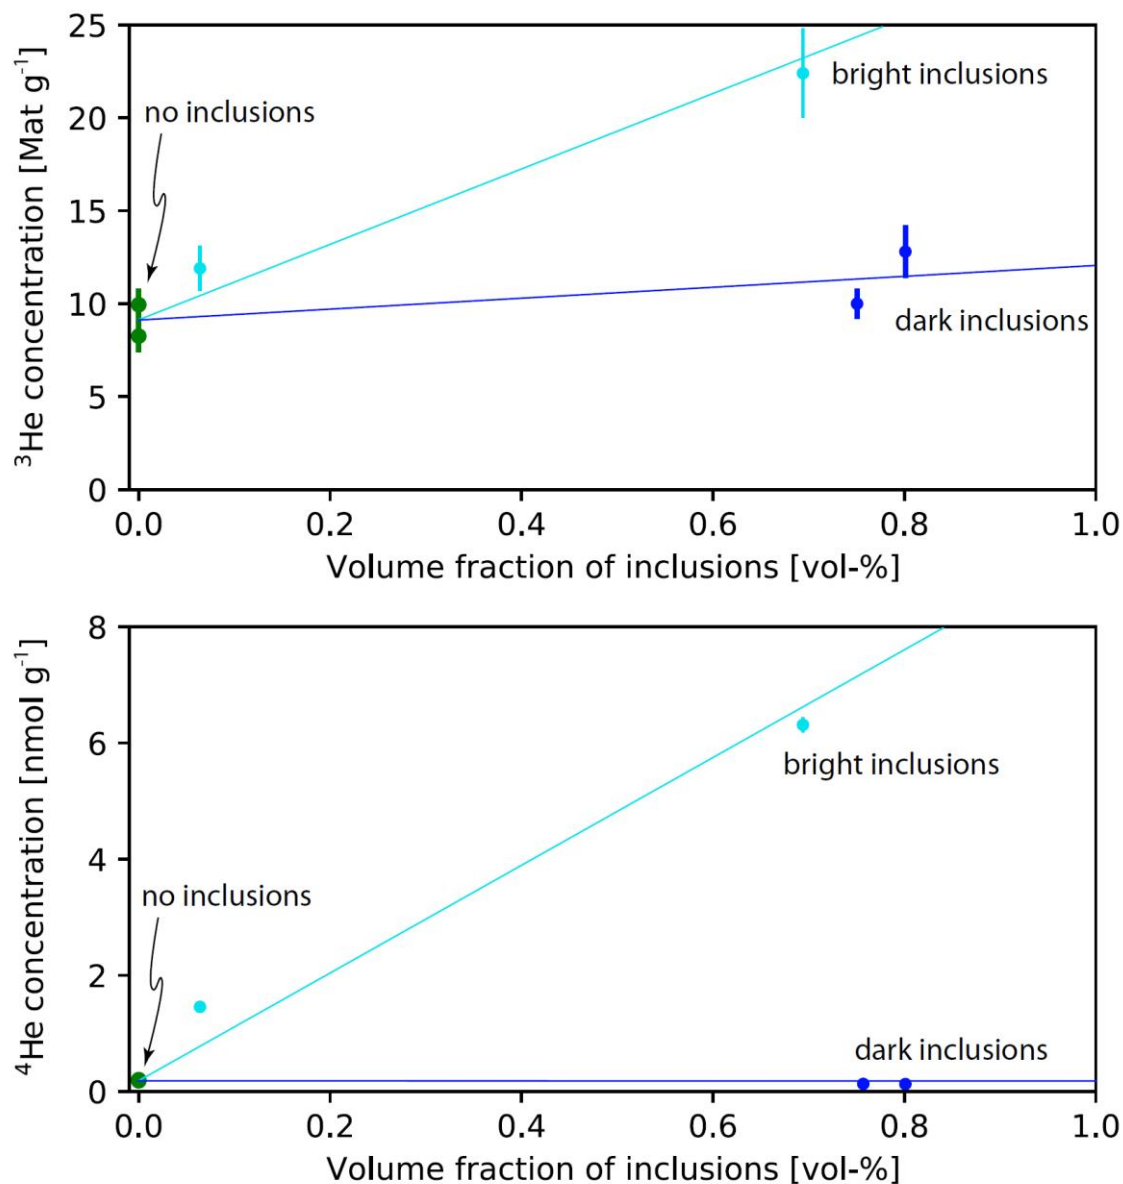 ³He concentration [Mat g⁻¹]
25
20
15
10
5
0
no inclusions
bright inclusions
dark inclusions
0.0 0.2 0.4 0.6 0.8 1.0
Volume fraction of inclusions [vol-%]
⁴He concentration [nmol g⁻¹]
8
6
4
2
0
bright inclusions
no inclusions
dark inclusions
0.0 0.2 0.4 0.6 0.8 1.0
Volume fraction of inclusions [vol-%]